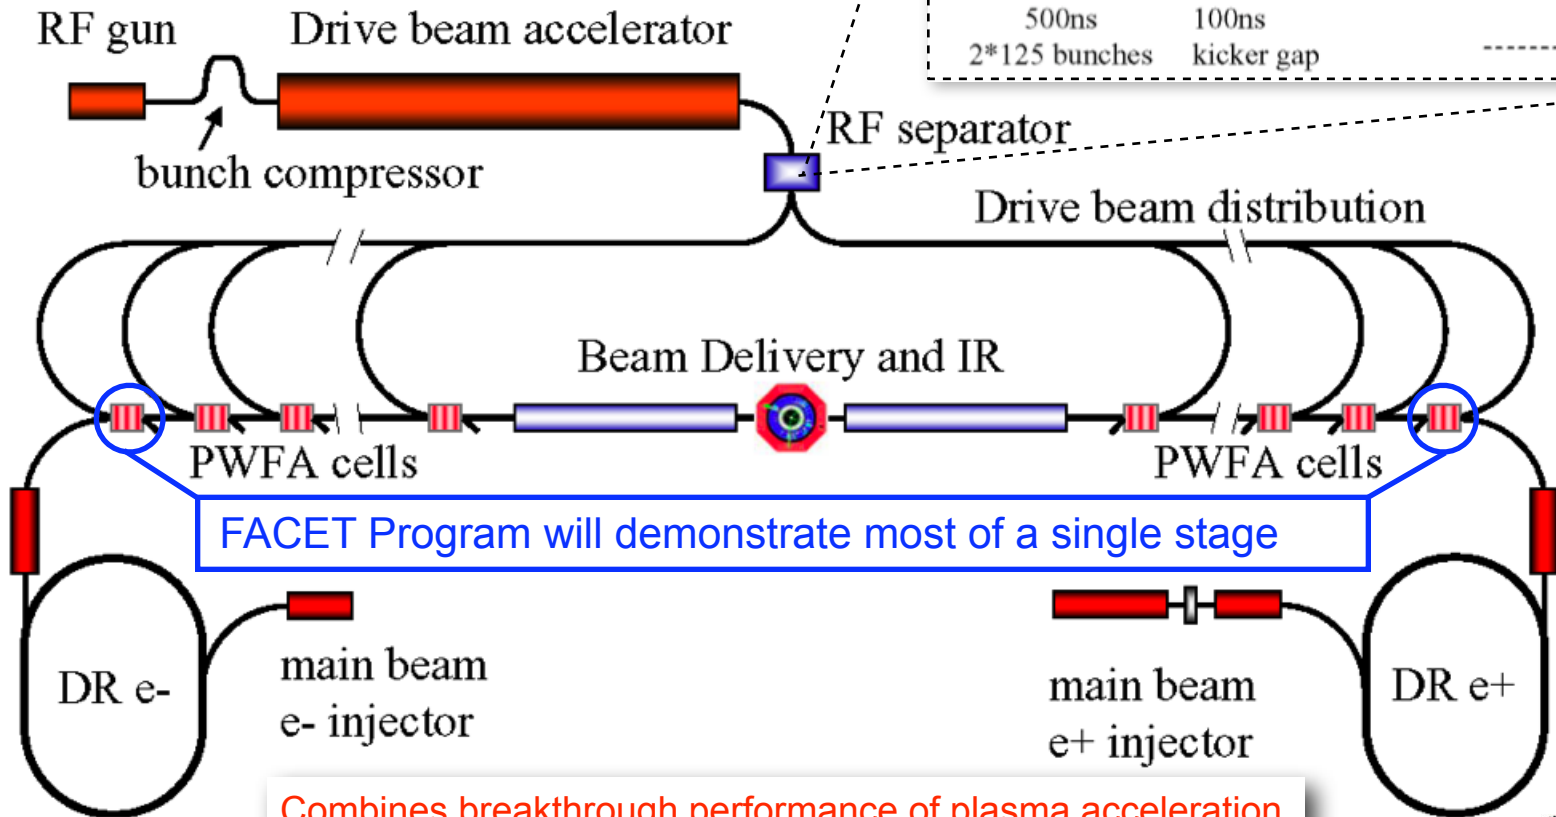 RF gun
Drive beam accelerator
500ns
100ns
2*125 bunches
kicker gap
RF separator
bunch compressor
Drive beam distribution
Beam Delivery and IR
PWFA cells
PWFA cells
FACET Program will demonstrate most of a single stage
DR e-
main beam
e- injector
main beam
e+ injector
DR e+
Combines breakthrough performance of plasma acceleration